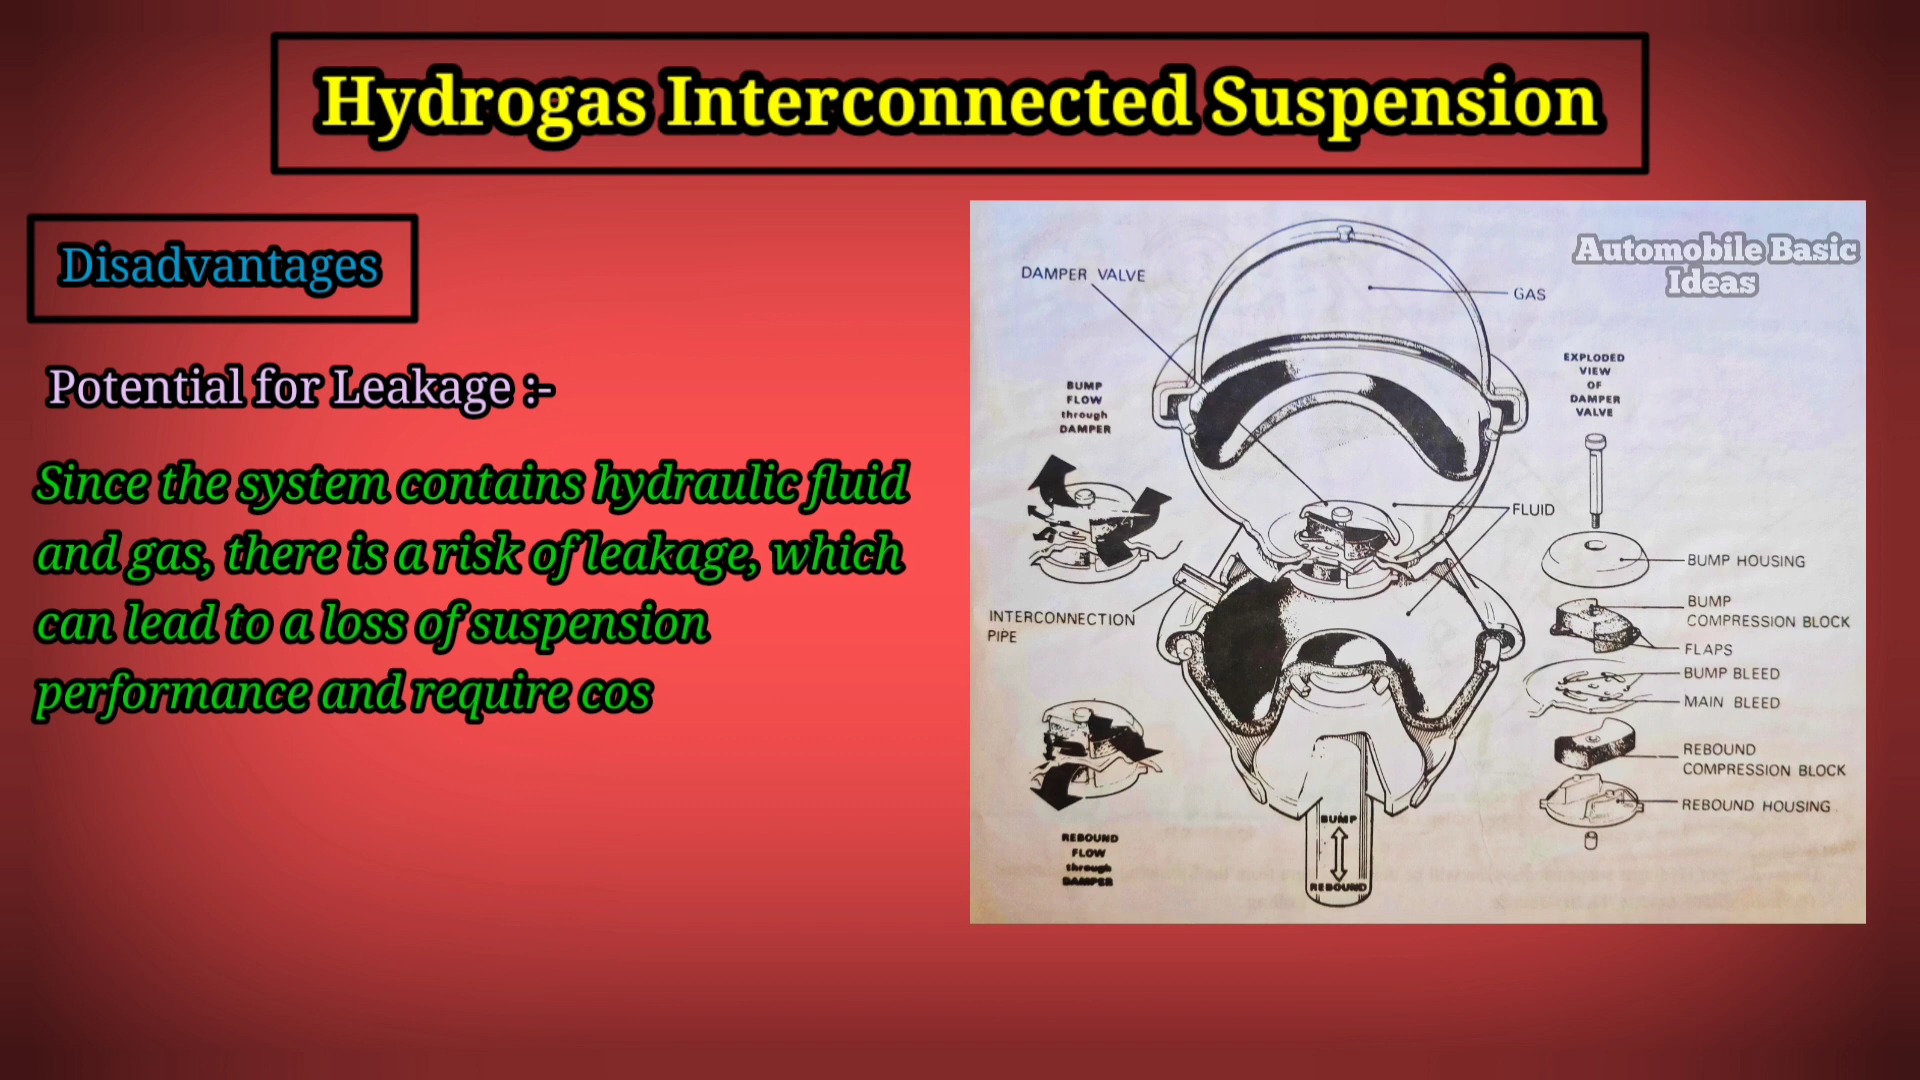 Hydrogas Interconnected Suspension
Disadvantages
Potential for Leakage :-
Since the system contains hydraulic fluid
and gas, there is a risk of leakage, which
can lead to a loss of suspension
performance and require cos
Automobile Basic
Ideas
DAMPER VALVE
GAS
BUMP
FLOW
through
DAMPER
EXPLODED
VIEW
OF
DAMPER
VALVE
FLUID
INTERCONNECTION
PIPE
BUMP HOUSING
BUMP
COMPRESSION BLOCK
FLAPS
BUMP BLEED
MAIN BLEED
REBOUND
COMPRESSION BLOCK
REBOUND HOUSING
REBOUND
FLOW
through
DAMPER
BUMP
REBOUND